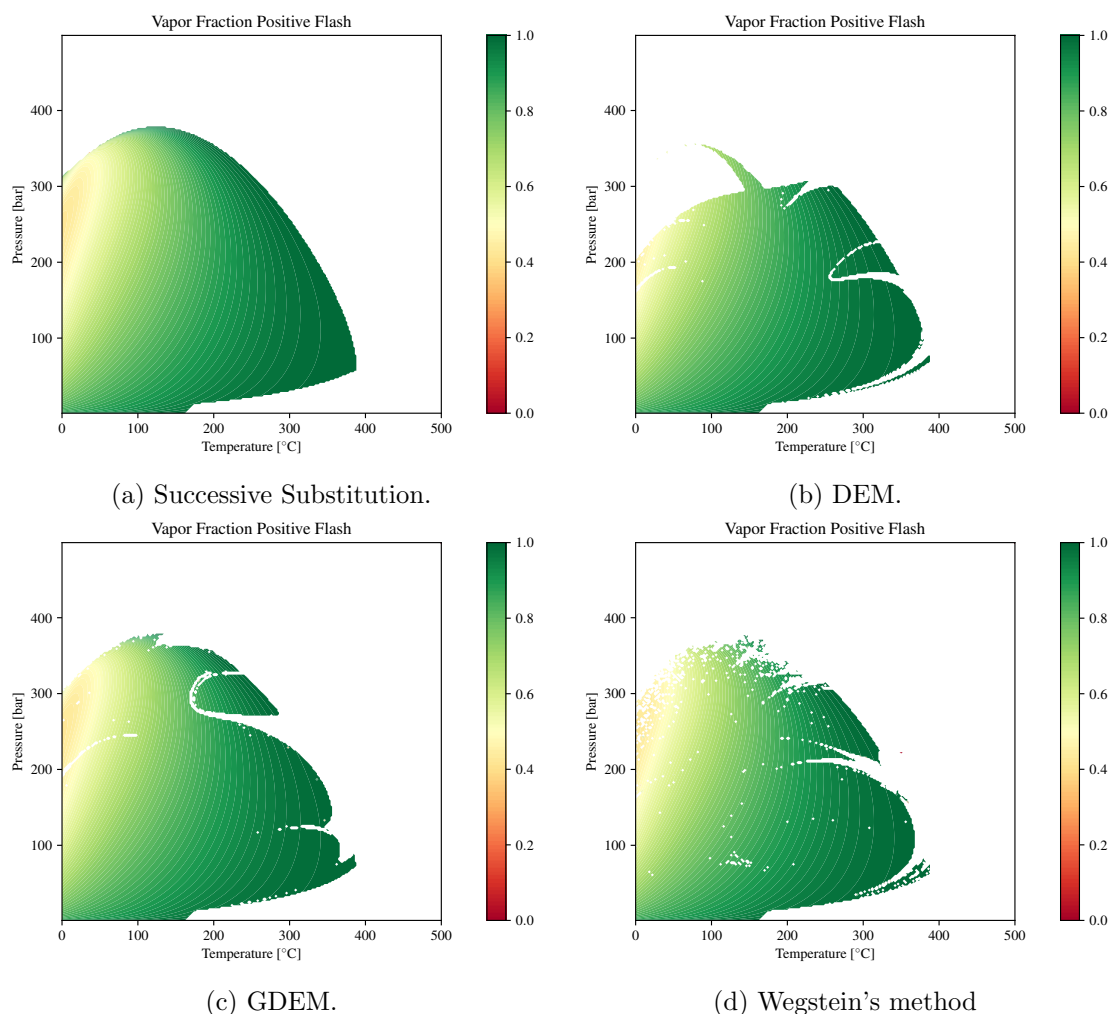 Vapor Fraction Positive Flash
1.0
400
0.8
300
0.6
Pressure [bar]
200
0.4
100
0.2
0.0
0 100 200 300 400 500
Temperature [°C]
(a) Successive Substitution.
Vapor Fraction Positive Flash
1.0
400
0.8
300
0.6
Pressure [bar]
200
0.4
100
0.2
0.0
0 100 200 300 400 500
Temperature [°C]
(b) DEM.
Vapor Fraction Positive Flash
1.0
400
0.8
300
0.6
Pressure [bar]
200
0.4
100
0.2
0.0
0 100 200 300 400 500
Temperature [°C]
(c) GDEM.
Vapor Fraction Positive Flash
1.0
400
0.8
300
0.6
Pressure [bar]
200
0.4
100
0.2
0.0
0 100 200 300 400 500
Temperature [°C]
(d) Wegstein's method